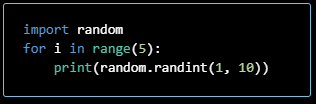 import random
for i in range(5):
    print(random.randint(1, 10))